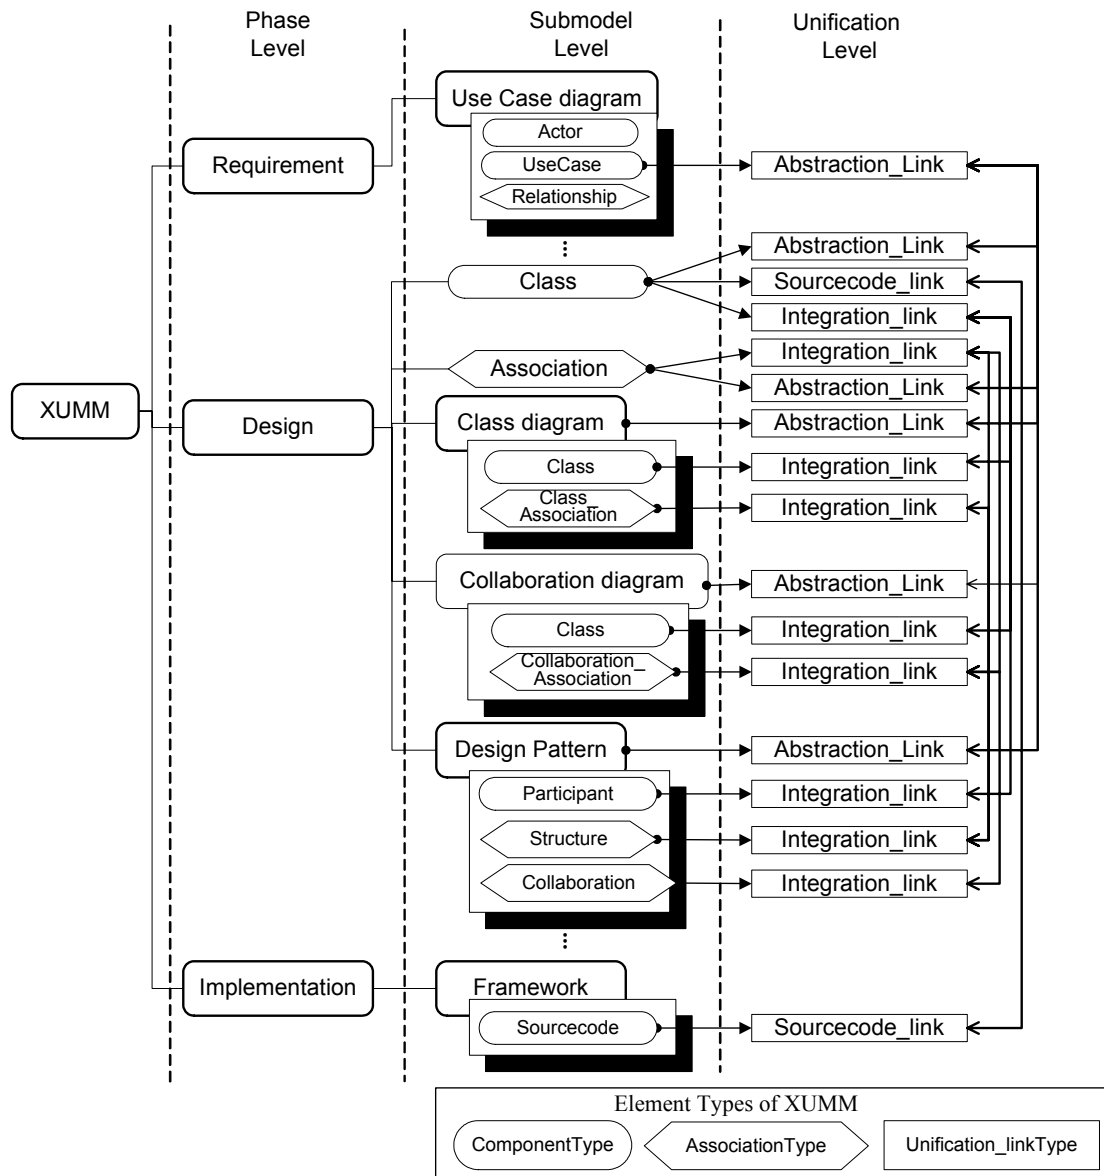 Phase
Level
Submodel
Level
Unification
Level
Use Case diagram
Actor
UseCase
Relationship
Abstraction_Link
Requirement
Abstraction_Link
Class
Sourcecode_link
Integration_link
Integration_link
Association
Abstraction_Link
XUMM
Design
Class diagram
Abstraction_Link
Class
Integration_link
Class_
Association
Integration_link
Collaboration diagram
Abstraction_Link
Class
Integration_link
Collaboration_
Association
Integration_link
Design Pattern
Abstraction_Link
Participant
Integration_link
Structure
Integration_link
Collaboration
Integration_link
Implementation
Framework
Sourcecode
Sourcecode_link
Element Types of XUMM
ComponentType
AssociationType
Unification_linkType